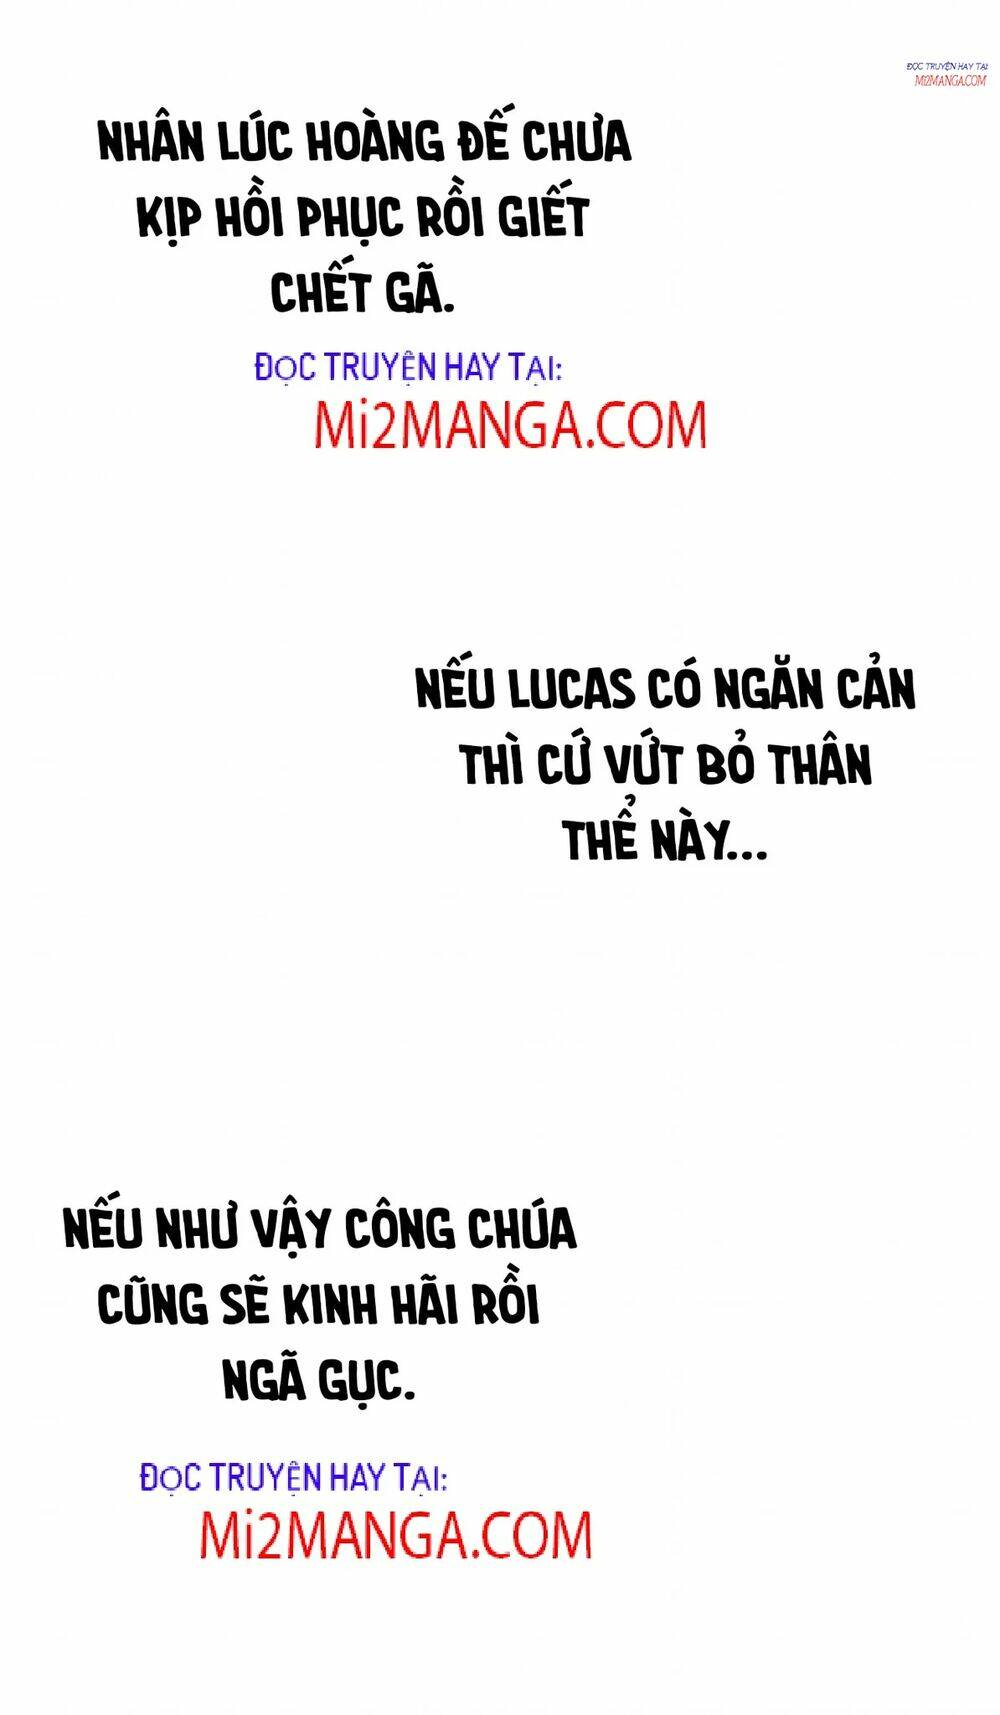 ĐỌC TRUYỆN HAY TẠI
MI2MANGA.COM
NHÂN LÚC HOÀNG ĐẾ CHƯA
KỊP HỒI PHỤC RỒI GIẾT
CHẾT GÃ.
ĐỌC TRUYỆN HAY TẠI:
Mi2MANGA.COM
NẾU LUCAS CÓ NGĂN CẢN
THÌ CỨ VỨT BỎ THÂN
THỂ NÀY...
NẾU NHƯ VẬY CÔNG CHÚA
CŨNG SẼ KINH HÃI RỒI
NGÃ GỤC.
ĐỌC TRUYỆN HAY TẠI:
Mi2MANGA.COM